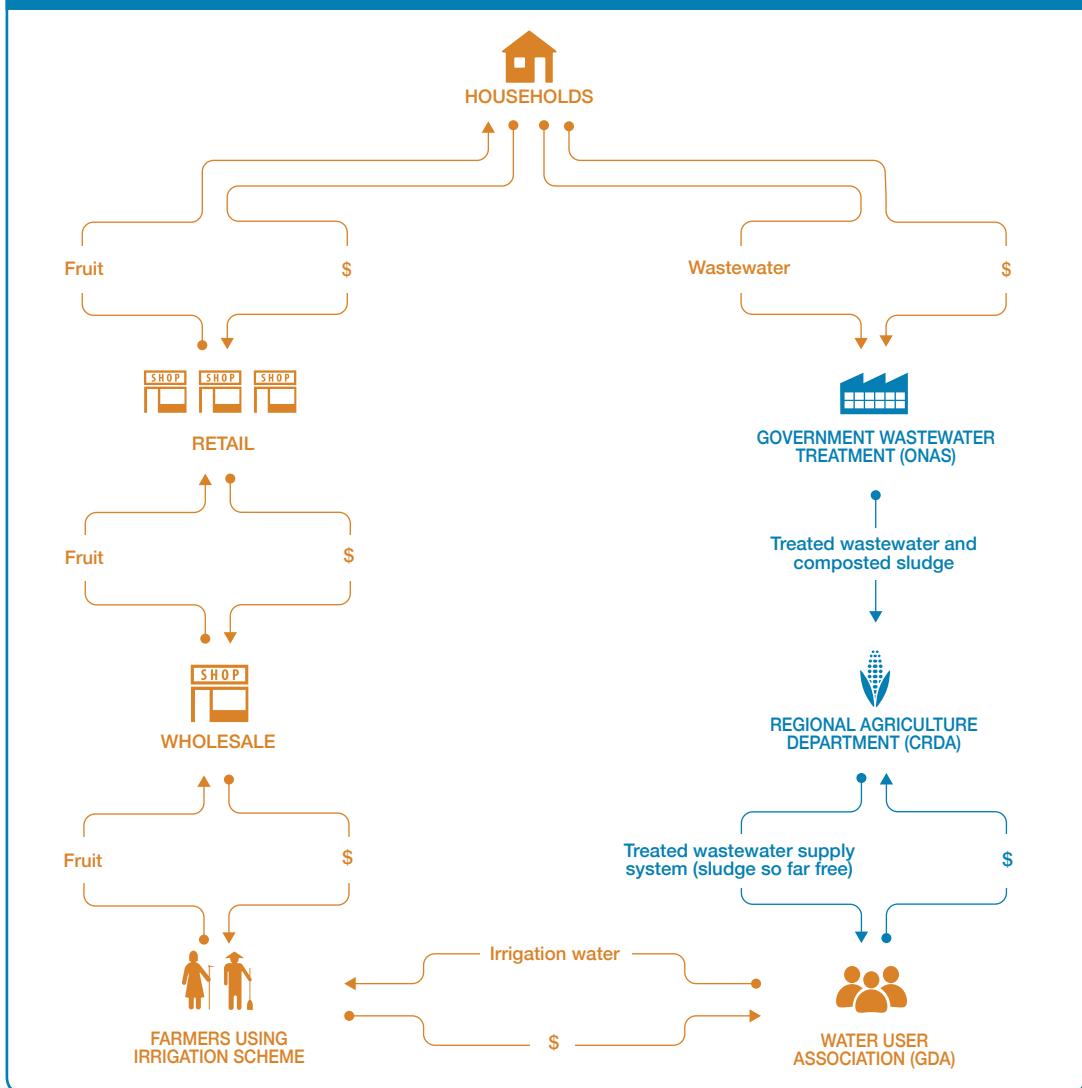 HOUSEHOLDS
Fruit
$
Wastewater
$
SHOP SHOP SHOP
RETAIL
GOVERNMENT WASTEWATER
TREATMENT (ONAS)
Fruit
$
Treated wastewater and
composted sludge
SHOP
WHOLESALE
REGIONAL AGRICULTURE
DEPARTMENT (CRDA)
Fruit
$
Treated wastewater supply
system (sludge so far free)
$
Irrigation water
$
FARMERS USING
IRRIGATION SCHEME
WATER USER
ASSOCIATION (GDA)